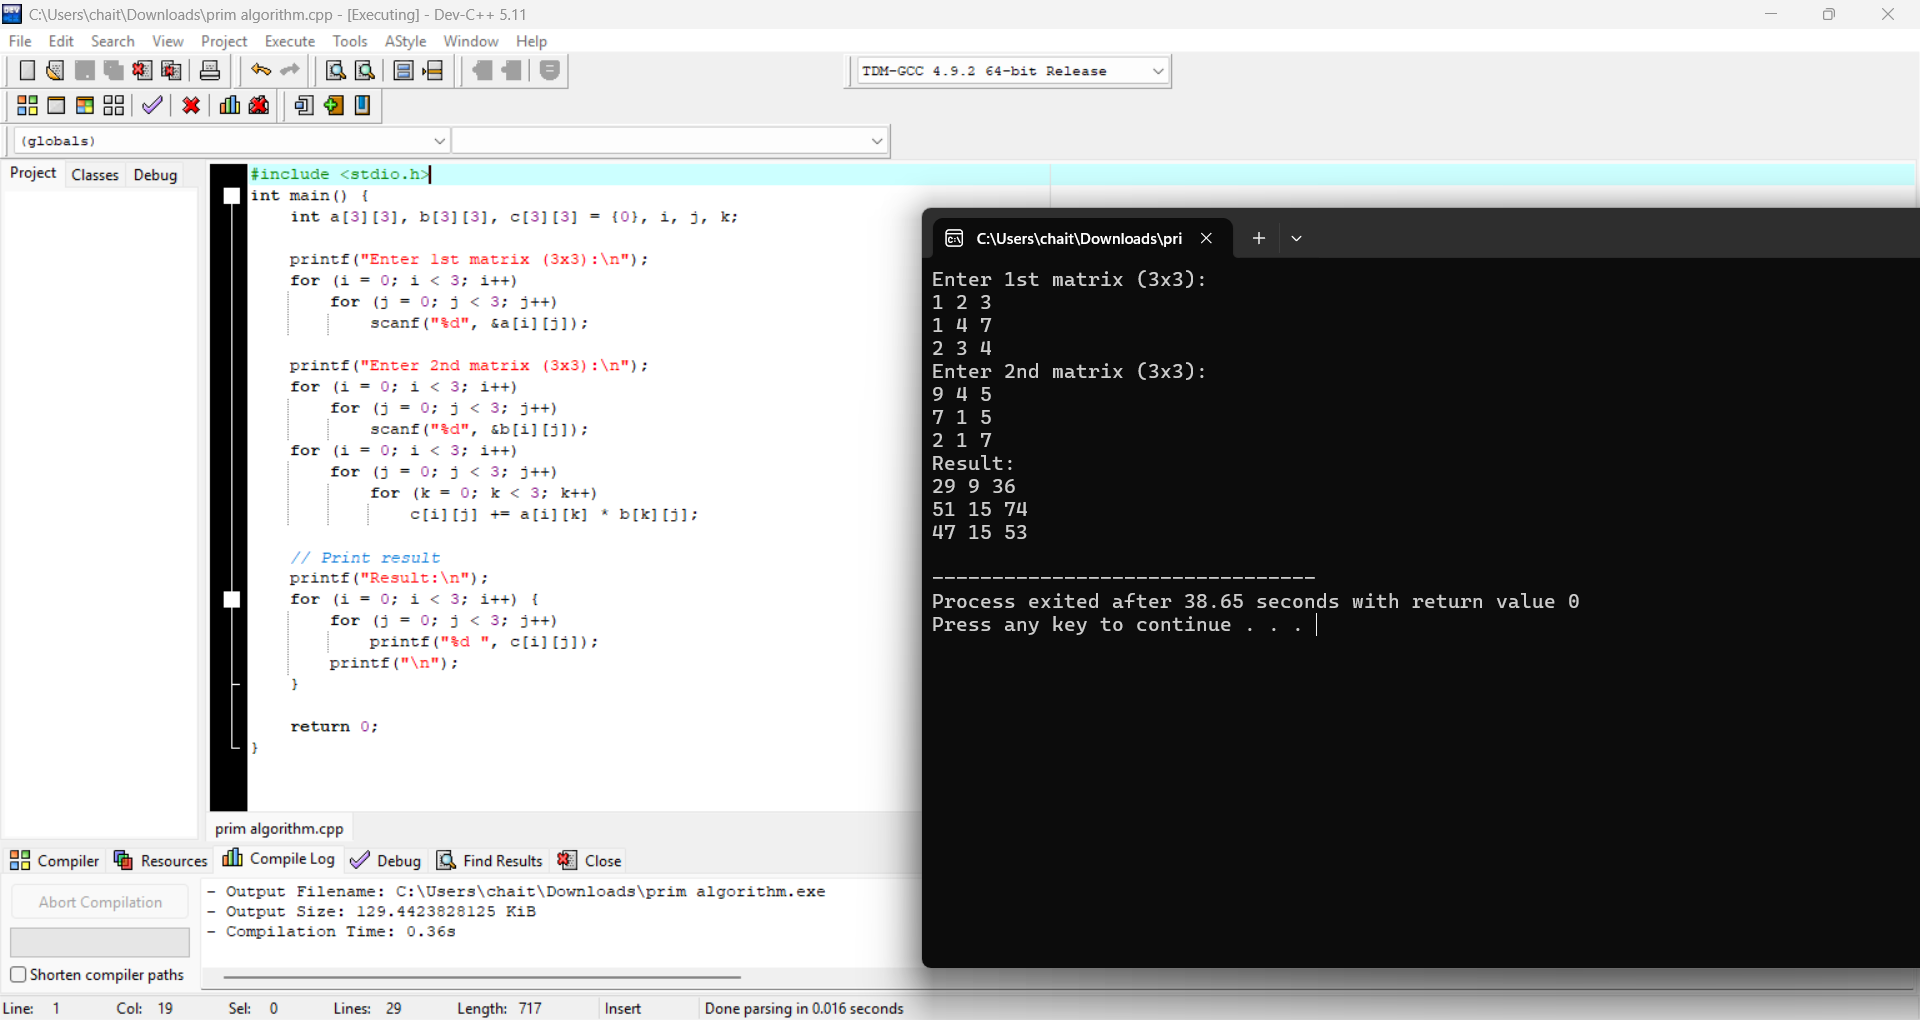 C:\Users\chait\Downloads\prim algorithm.cpp - [Executing] - Dev-C++ 5.11
File Edit Search View Project Execute Tools AStyle Window Help
TDM-GCC 4.9.2 64-bit Release
(globals)
Project Classes Debug
#include <stdio.h>
int main() {
    int a[3][3], b[3][3], c[3][3] = {0}, i, j, k;
    printf("Enter 1st matrix (3x3):\n");
    for (i = 0; i < 3; i++)
        for (j = 0; j < 3; j++)
            scanf("%d", &a[i][j]);
    printf("Enter 2nd matrix (3x3):\n");
    for (i = 0; i < 3; i++)
        for (j = 0; j < 3; j++)
            scanf("%d", &b[i][j]);
    for (i = 0; i < 3; i++)
        for (j = 0; j < 3; j++)
            for (k = 0; k < 3; k++)
                c[i][j] += a[i][k] * b[k][j];
    // Print result
    printf("Result:\n");
    for (i = 0; i < 3; i++) {
        for (j = 0; j < 3; j++)
            printf("%d ", c[i][j]);
        printf("\n");
    }
    return 0;
}
C:\Users\chait\Downloads\pri
Enter 1st matrix (3x3):
1 2 3
1 4 7
2 3 4
Enter 2nd matrix (3x3):
9 4 5
7 1 5
2 1 7
Result:
29 9 36
51 15 74
47 15 53
--------------------------------
Process exited after 38.65 seconds with return value 0
Press any key to continue . . .
prim algorithm.cpp
Compiler Resources Compile Log Debug Find Results Close
Abort Compilation
Shorten compiler paths
- Output Filename: C:\Users\chait\Downloads\prim algorithm.exe
- Output Size: 129.4423828125 KiB
- Compilation Time: 0.36s
Line: 1 Col: 19 Sel: 0 Lines: 29 Length: 717 Insert Done parsing in 0.016 seconds